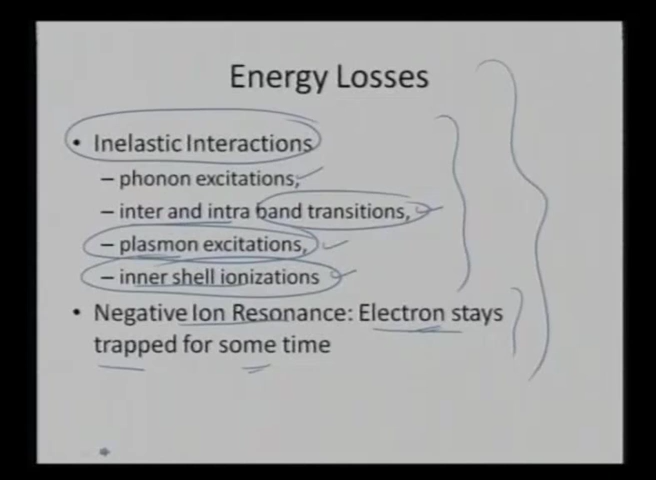 Energy Losses
• Inelastic Interactions
– phonon excitations,
– inter and intra band transitions,
– plasmon excitations,
– inner shell ionizations
• Negative Ion Resonance: Electron stays
trapped for some time